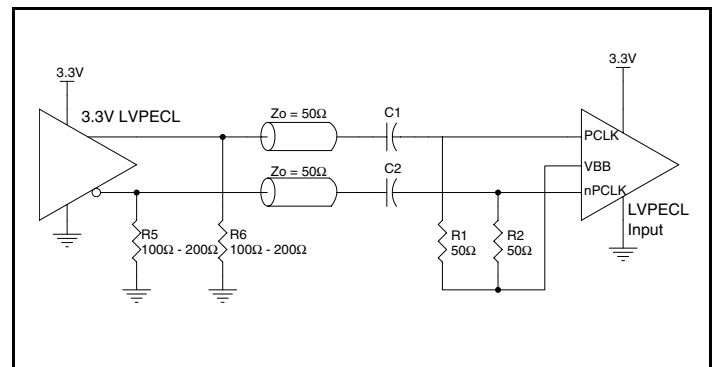 3.3V
3.3V
3.3V LVPECL
Zo = 50Ω
C1
PCLK
VBB
Zo = 50Ω
C2
nPCLK
LVPECL
Input
R5
100Ω - 200Ω
R6
100Ω - 200Ω
R1
50Ω
R2
50Ω